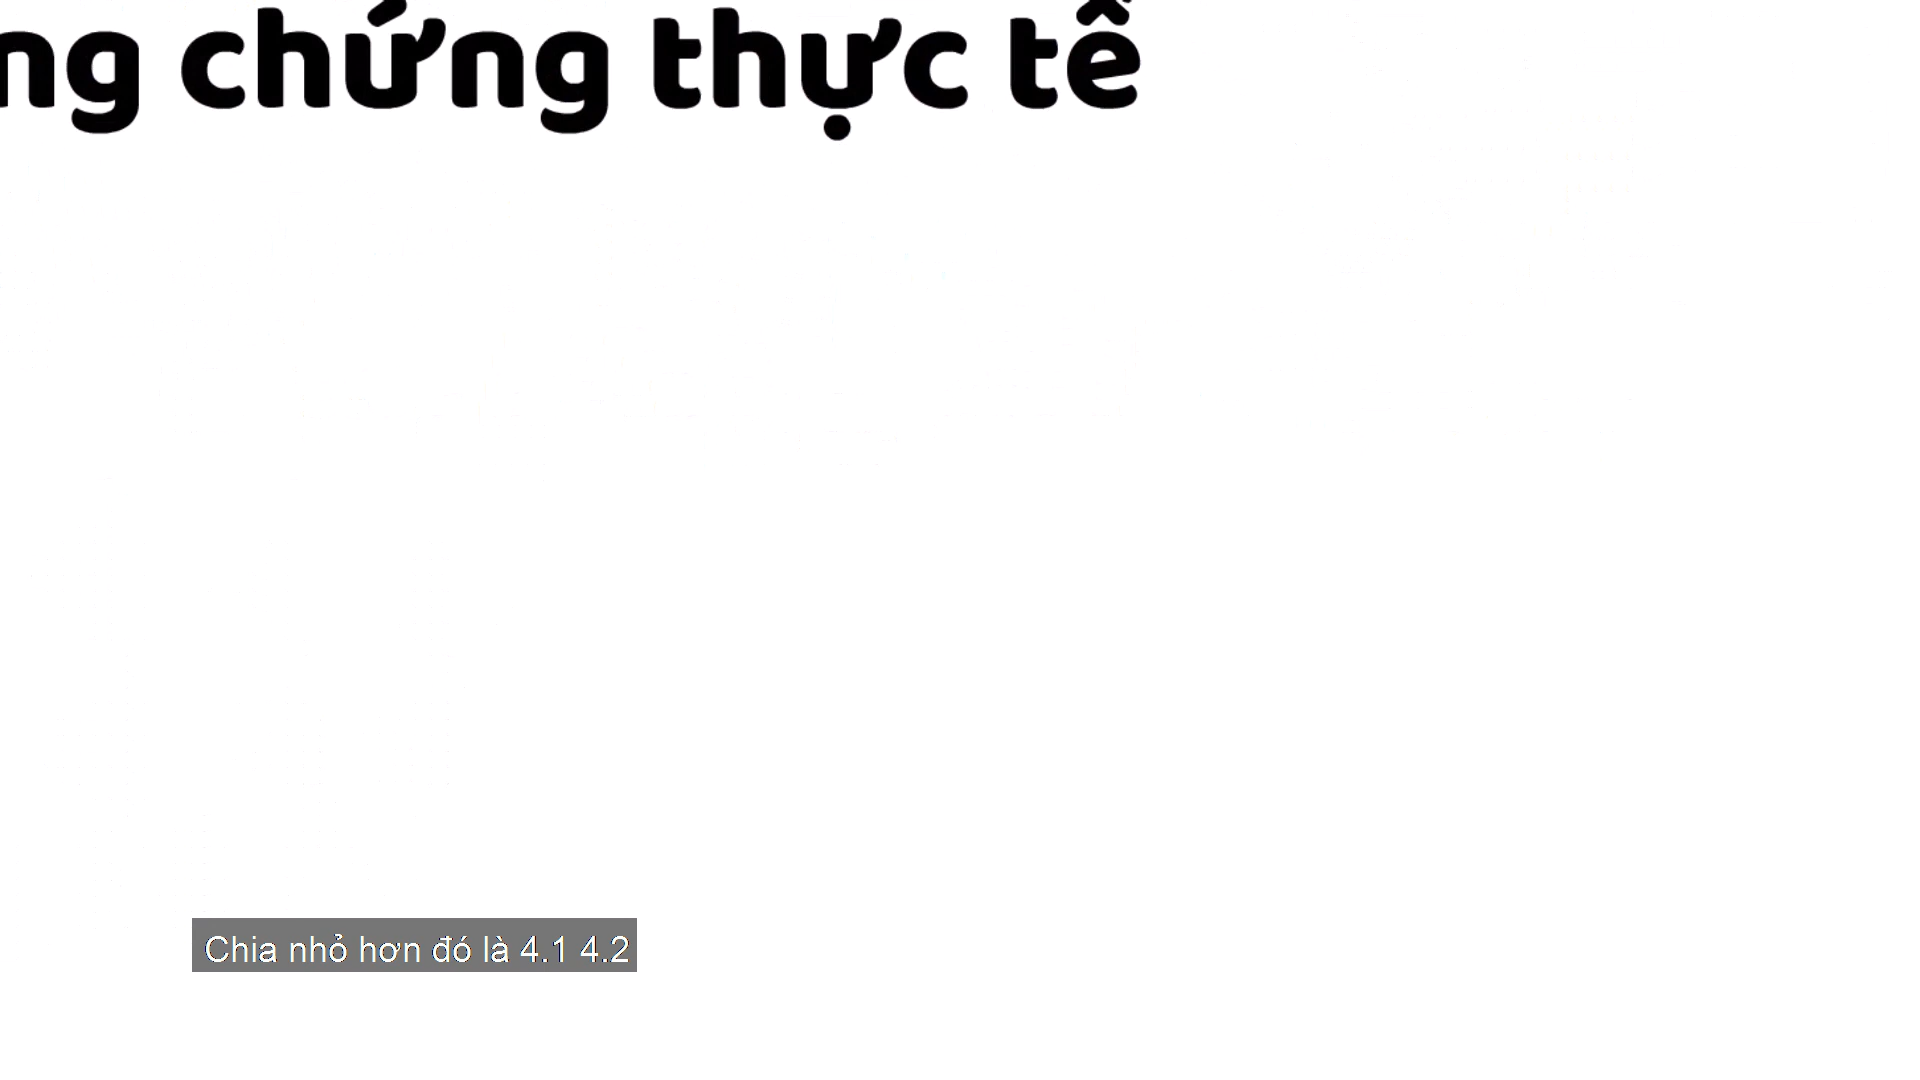 ng chứng thực tế
Chia nhỏ hơn đó là 4.1 4.2